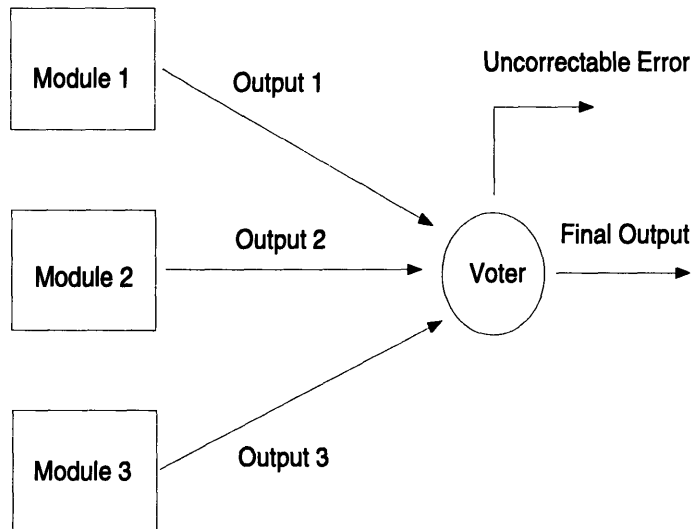 Module 1
Output 1
Uncorrectable Error
Module 2
Output 2
Voter
Final Output
Module 3
Output 3